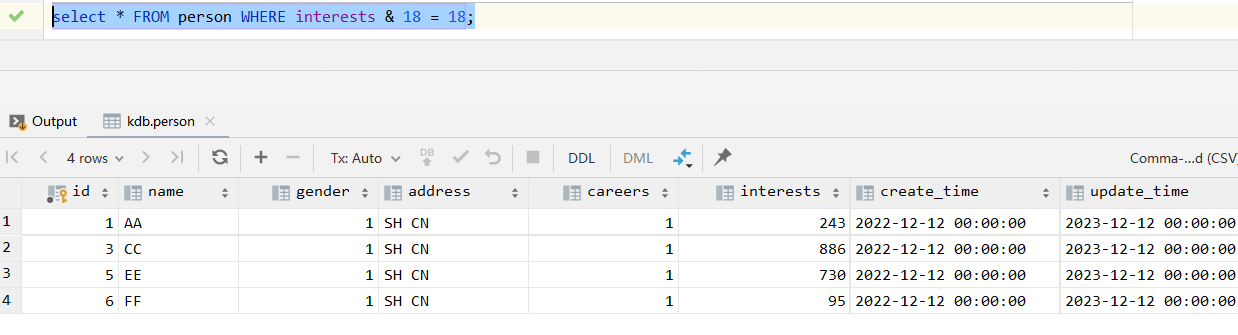 select * FROM person WHERE interests & 18 = 18;
Output kdb.person
4 rows Tx: Auto DB DDL DML Comma-...d (CSV)
id name gender address careers interests create_time update_time
1 1 AA 1 SH CN 1 243 2022-12-12 00:00:00 2023-12-12 00:00:00
2 3 CC 1 SH CN 1 886 2022-12-12 00:00:00 2023-12-12 00:00:00
3 5 EE 1 SH CN 1 730 2022-12-12 00:00:00 2023-12-12 00:00:00
4 6 FF 1 SH CN 1 95 2022-12-12 00:00:00 2023-12-12 00:00:00